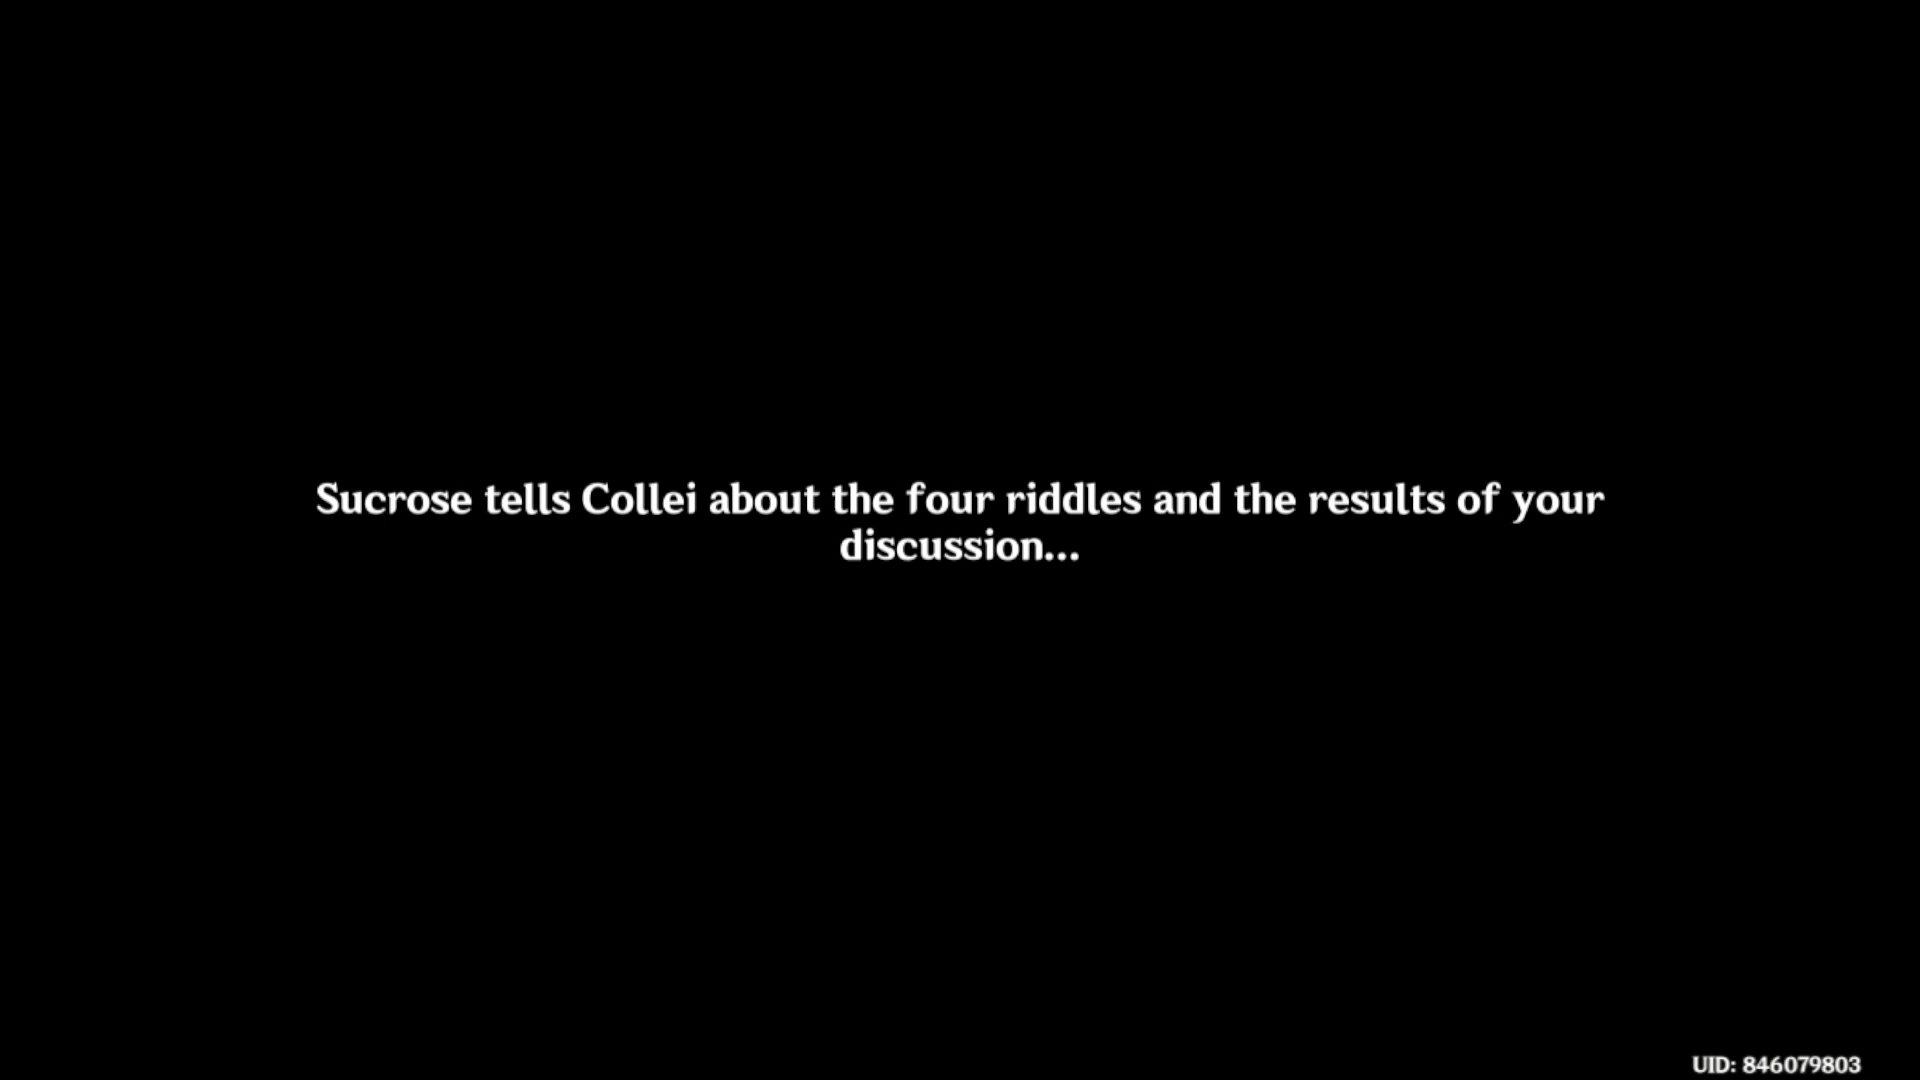 Sucrose tells Collei about the four riddles and the results of your
discussion...
UID: 846079803